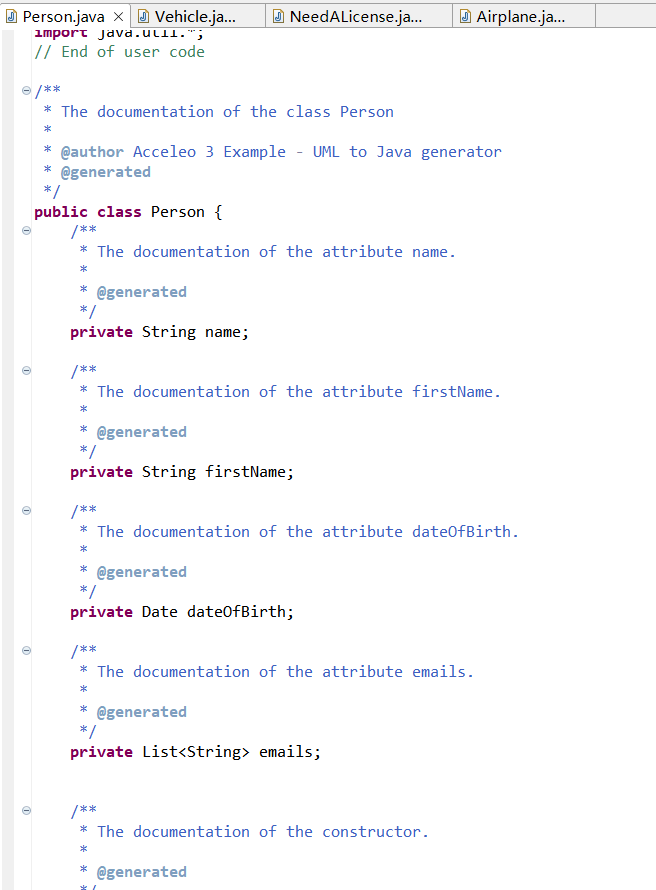 Person.java
Vehicle.ja...
NeedALicense.ja...
Airplane.ja...
import java.util.*;
// End of user code
/**
* The documentation of the class Person
*
* @author Acceleo 3 Example - UML to Java generator
* @generated
*/
public class Person {
/**
* The documentation of the attribute name.
*
* @generated
*/
private String name;
/**
* The documentation of the attribute firstName.
*
* @generated
*/
private String firstName;
/**
* The documentation of the attribute dateOfBirth.
*
* @generated
*/
private Date dateOfBirth;
/**
* The documentation of the attribute emails.
*
* @generated
*/
private List<String> emails;
/**
* The documentation of the constructor.
*
* @generated
*/